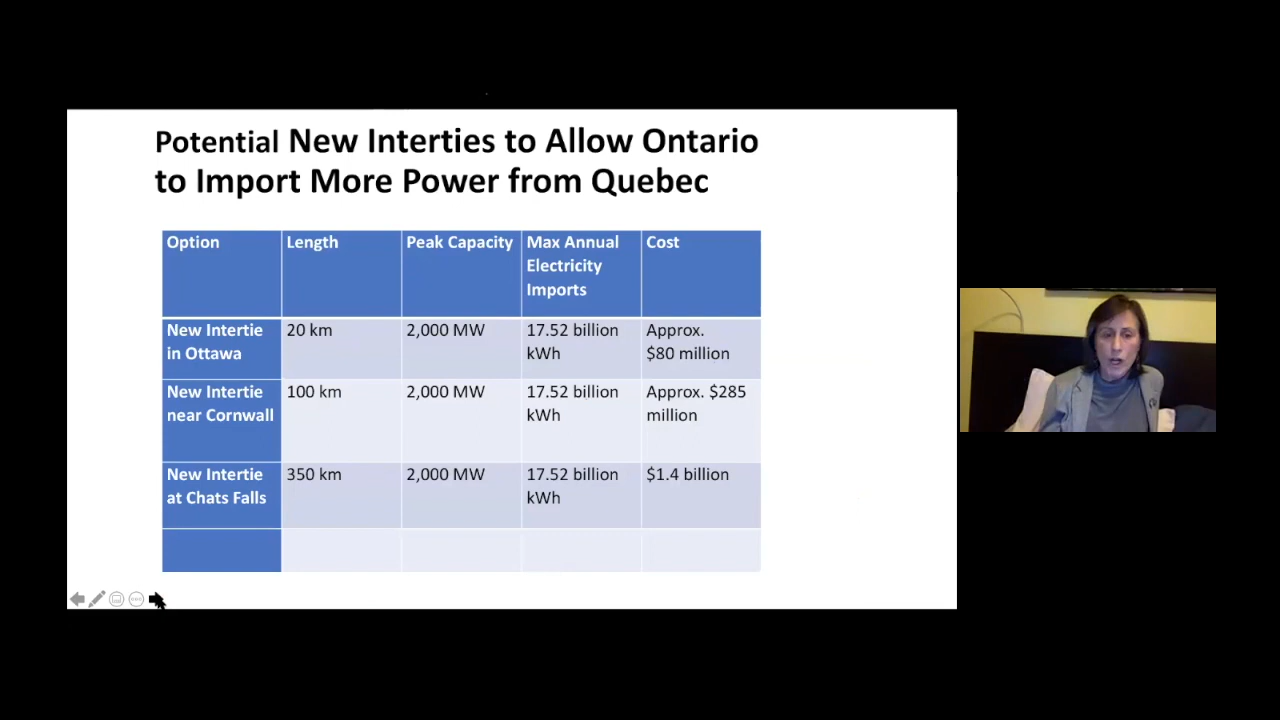 Potential New Interties to Allow Ontario
to Import More Power from Quebec
Option
Length
Peak Capacity
Max Annual
Electricity
Imports
Cost
New Intertie
in Ottawa
20 km
2,000 MW
17.52 billion
kWh
Approx.
$80 million
New Intertie
near Cornwall
100 km
2,000 MW
17.52 billion
kWh
Approx. $285
million
New Intertie
at Chats Falls
350 km
2,000 MW
17.52 billion
kWh
$1.4 billion